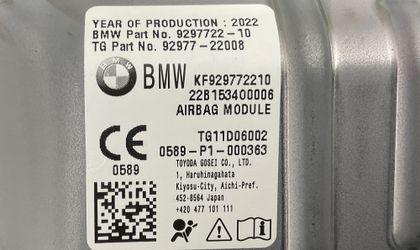 YEAR OF PRODUCTION : 2022
BMW Part No. 9297722-10
TG Part No. 92977-22008
BMW
BMW KF929772210
22B153400006
AIRBAG MODULE
TG11D06002
CE 0589-P1-000363
0589
TOYODA GOSEI CO., LTD.
1, Haruhinagahata
Kiyosu-City, Aichi-Pref.
452-8564 Japan
+420 477 101 111